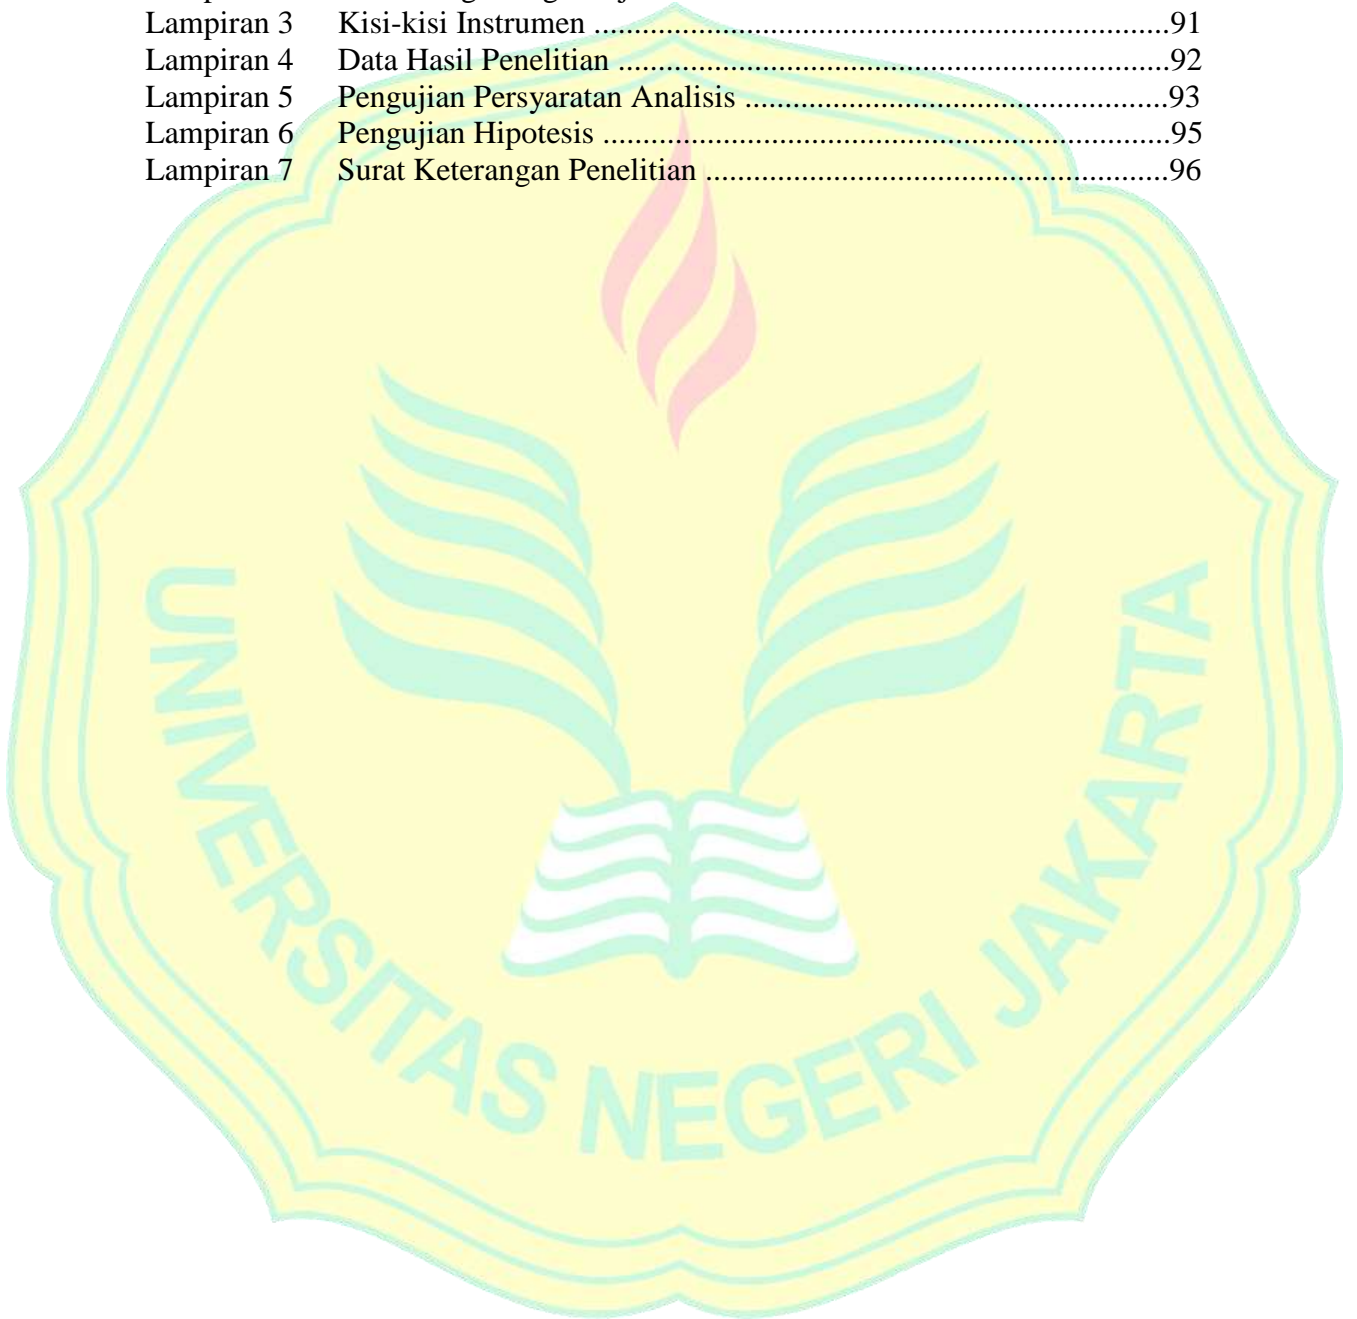 Lampiran 3 Kisi-kisi Instrumen ........................................................................91
Lampiran 4 Data Hasil Penelitian .....................................................................92
Lampiran 5 Pengujian Persyaratan Analisis .....................................................93
Lampiran 6 Pengujian Hipotesis .......................................................................95
Lampiran 7 Surat Keterangan Penelitian ..........................................................96
UNIVERSITAS NEGERI JAKARTA